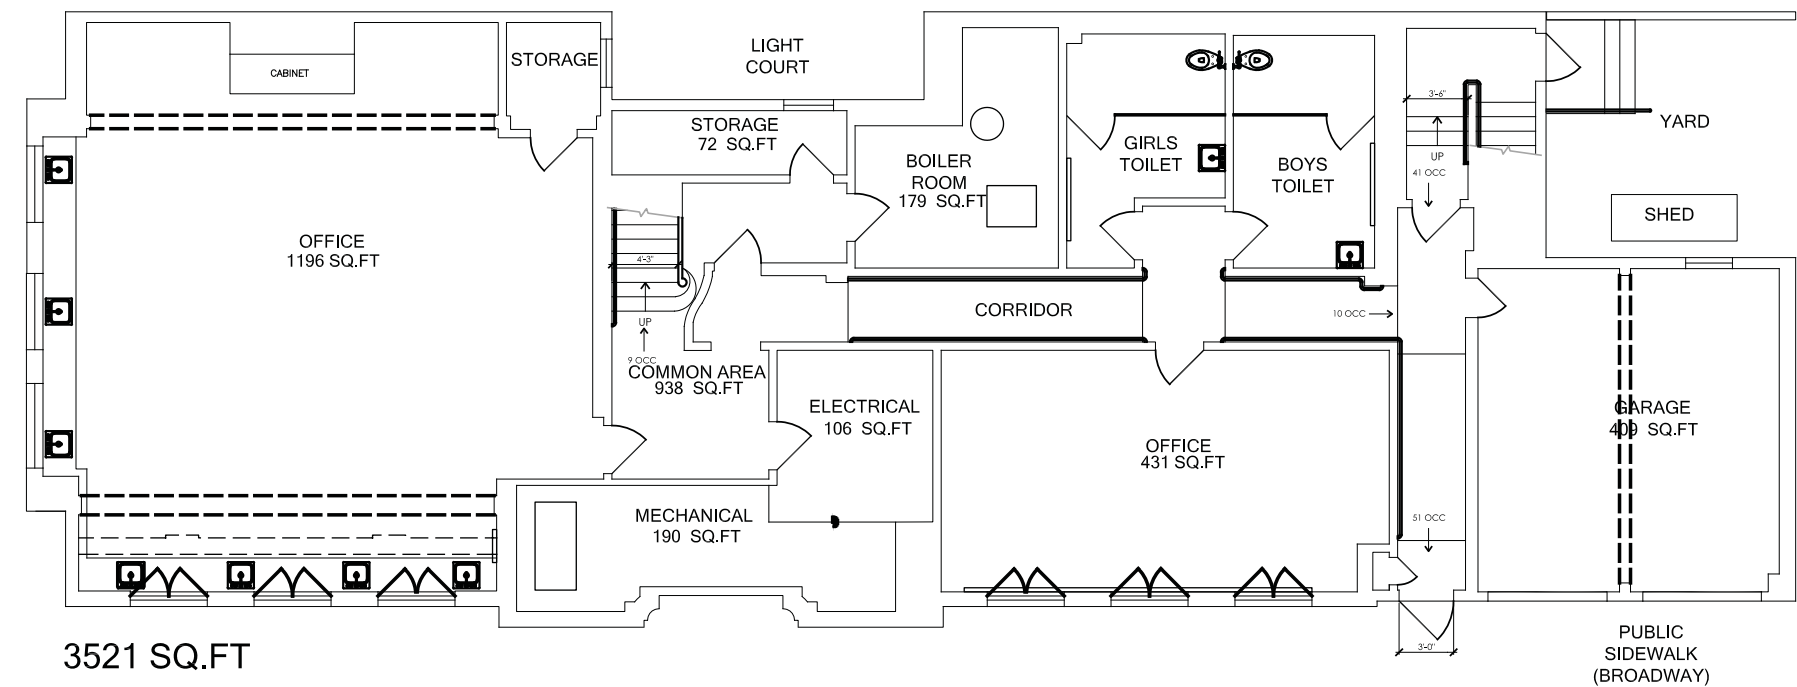 LIGHT
COURT
STORAGE
CABINET
3'-6"
STORAGE
72 SQ.FT
YARD
GIRLS
TOILET
BOILER
ROOM
179 SQ.FT
BOYS
TOILET
UP
41 OCC
SHED
OFFICE
1196 SQ.FT
4'-3"
UP
CORRIDOR
10 OCC
9 OCC
COMMON AREA
938 SQ.FT
ELECTRICAL
106 SQ.FT
GARAGE
409 SQ.FT
OFFICE
431 SQ.FT
MECHANICAL
190 SQ.FT
51 OCC
3'-0"
3521 SQ.FT
PUBLIC
SIDEWALK
(BROADWAY)